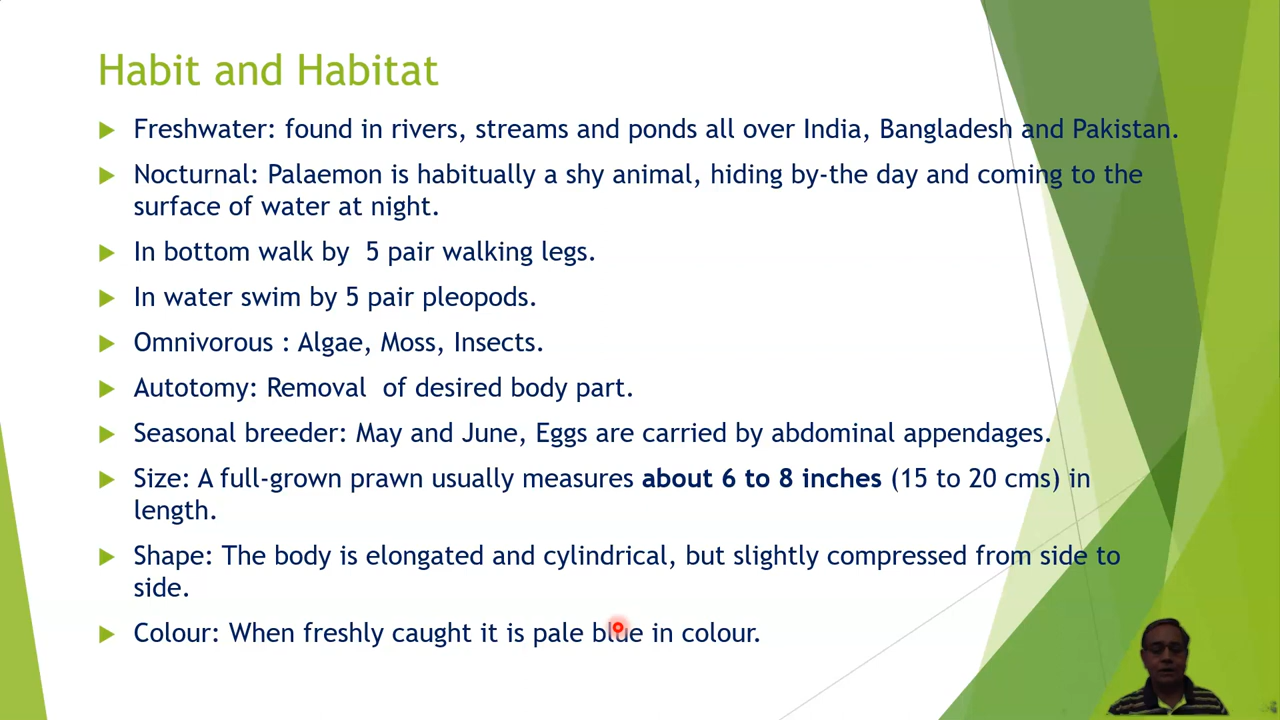 Habit and Habitat
Freshwater: found in rivers, streams and ponds all over India, Bangladesh and Pakistan.
Nocturnal: Palaemon is habitually a shy animal, hiding by-the day and coming to the
surface of water at night.
In bottom walk by  5 pair walking legs.
In water swim by 5 pair pleopods.
Omnivorous : Algae, Moss, Insects.
Autotomy: Removal  of desired body part.
Seasonal breeder: May and June, Eggs are carried by abdominal appendages.
Size: A full-grown prawn usually measures about 6 to 8 inches (15 to 20 cms) in
length.
Shape: The body is elongated and cylindrical, but slightly compressed from side to
side.
Colour: When freshly caught it is pale blue in colour.